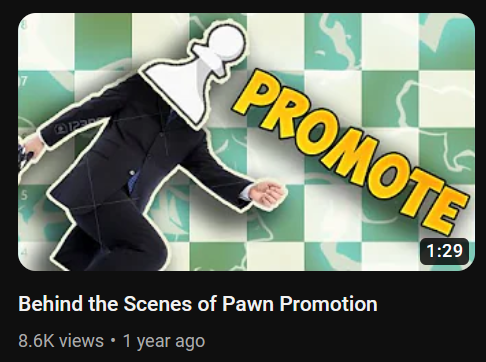 PROMOTE
1:29
Behind the Scenes of Pawn Promotion
8.6K views • 1 year ago